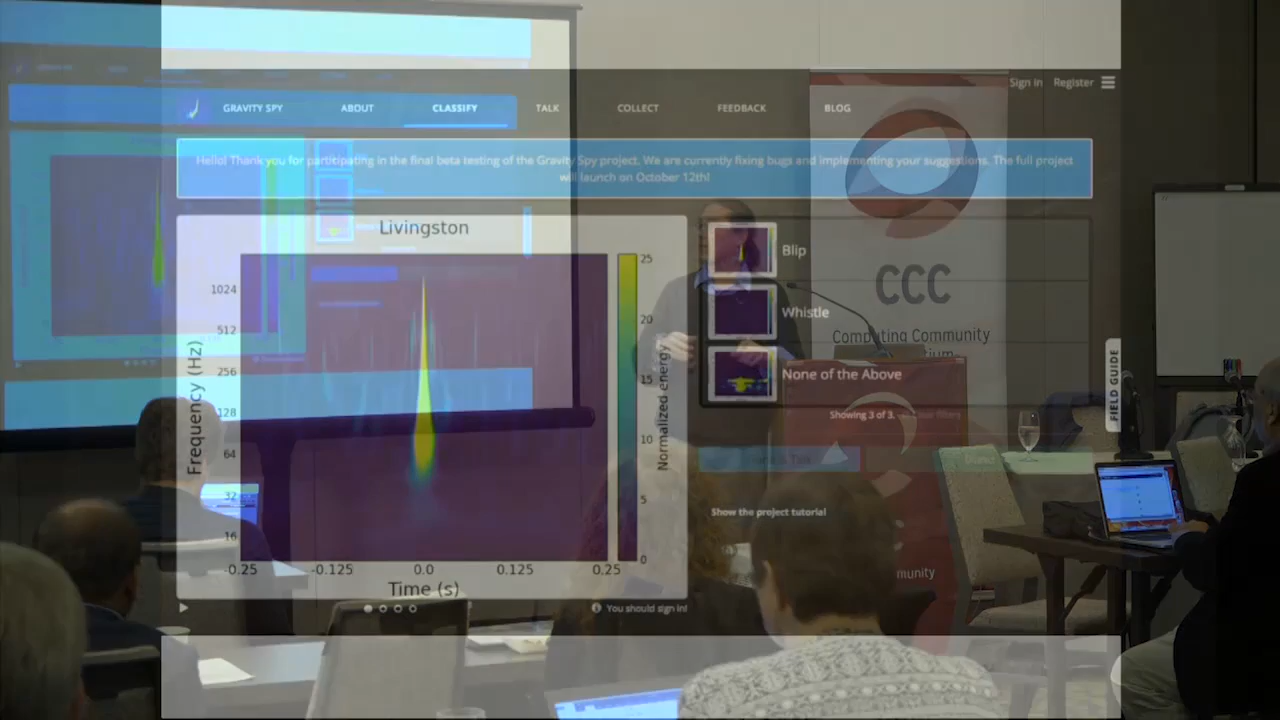 Sign in Register
GRAVITY SPY ABOUT CLASSIFY TALK COLLECT FEEDBACK BLOG
Hello! Thank you for participating in the final beta testing of the Gravity Spy project. We are currently fixing bugs and implementing your suggestions. The full project
will launch on October 12th!
Livingston
Frequency (Hz)
1024
512
256
128
64
32
16
-0.25 -0.125 0.0 0.125 0.25
Time (s)
25
20
15
10
5
0
Normalized energy
Blip
Whistle
None of the Above
Showing 3 of 3.
Show the project tutorial
You should sign in!
FIELD GUIDE
CCC
Computing Community